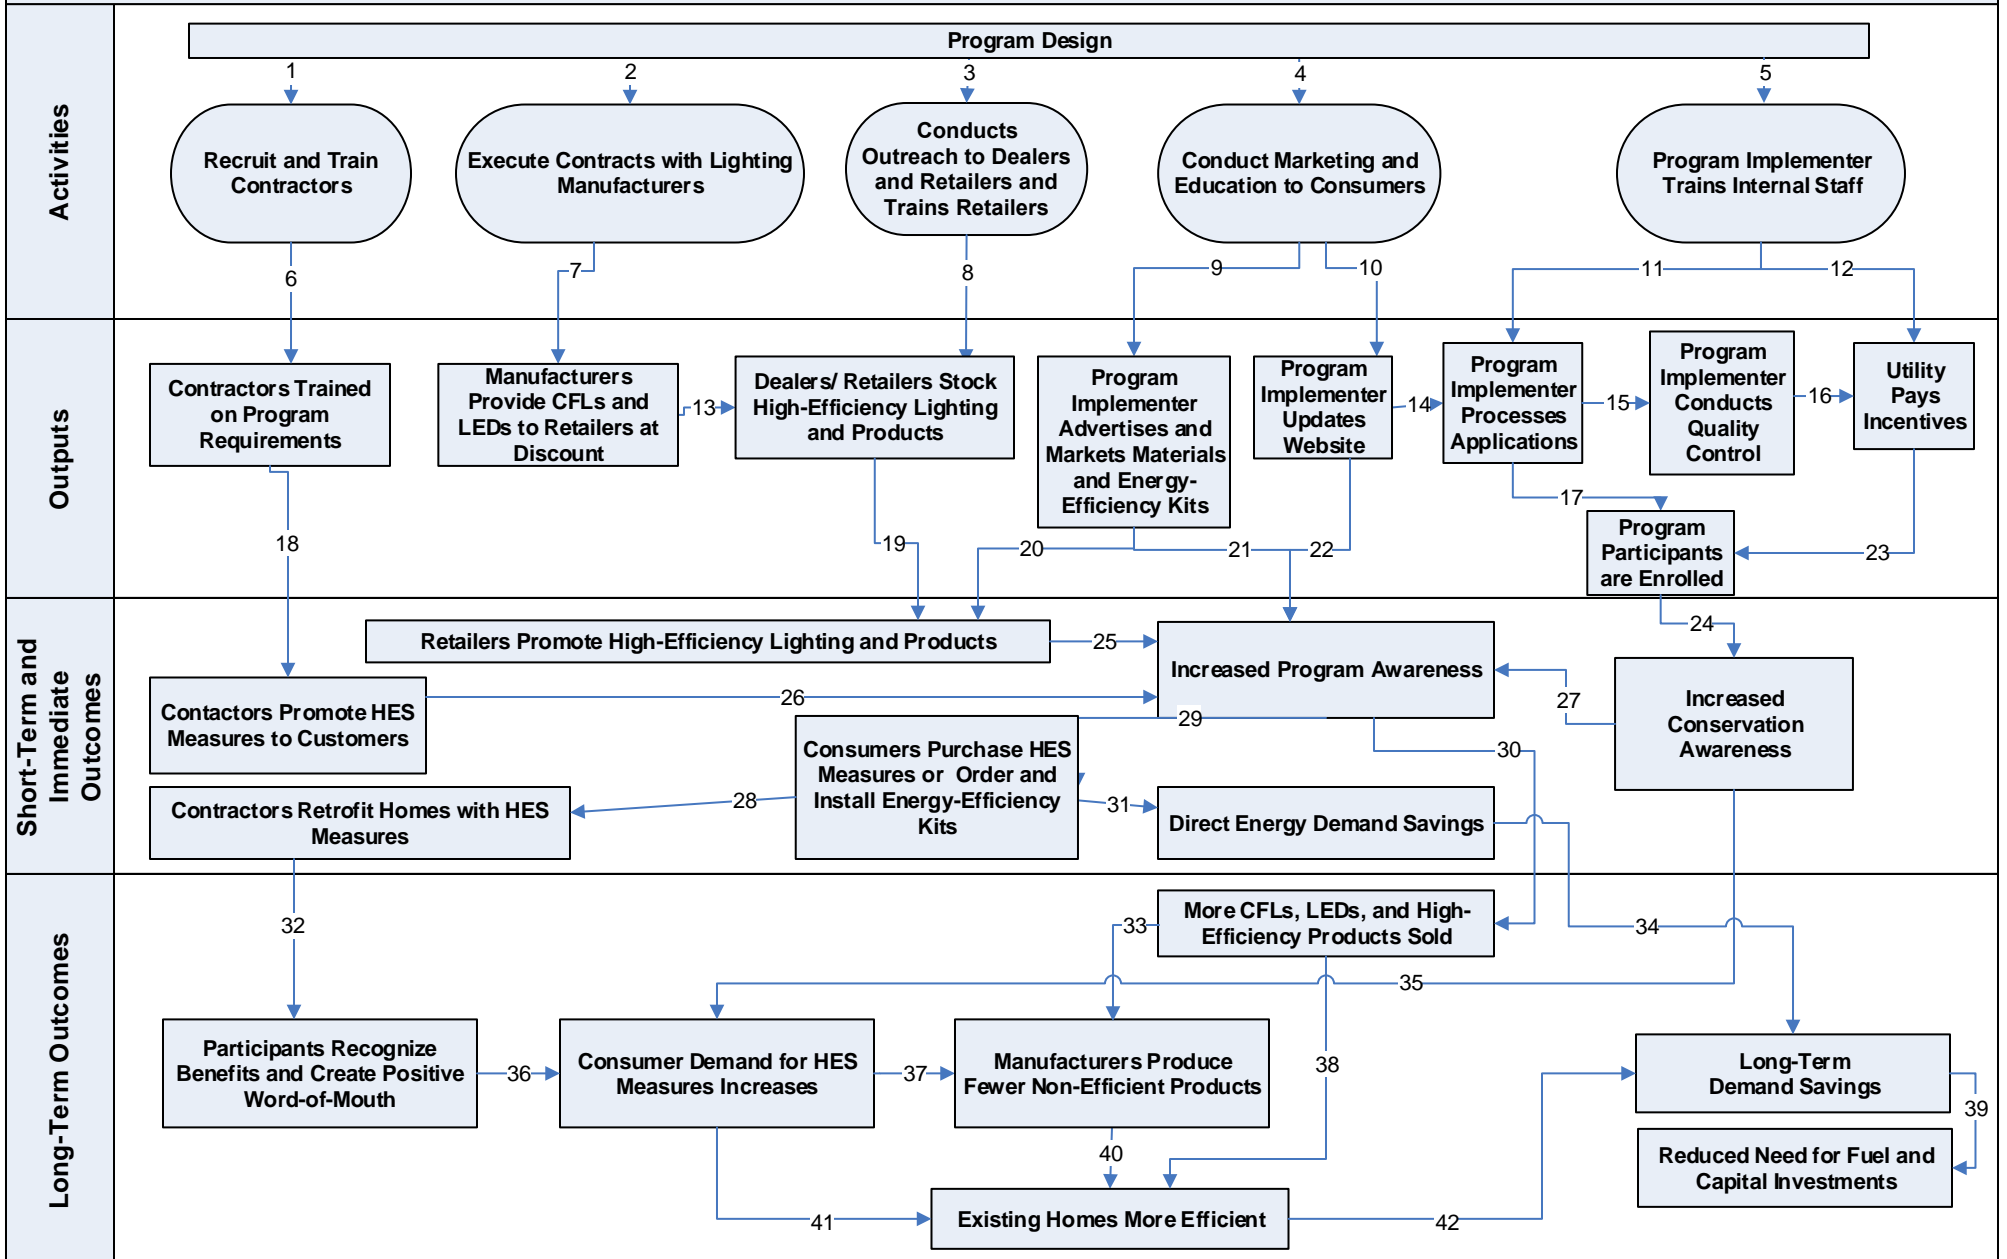 Program Design
1
2
3
4
5
Activities
Recruit and Train
Contractors
Execute Contracts with Lighting
Manufacturers
Conducts
Outreach to Dealers
and Retailers and
Trains Retailers
Conduct Marketing and
Education to Consumers
Program Implementer
Trains Internal Staff
6
7
8
9
10
11
12
Outputs
Contractors Trained
on Program
Requirements
Manufacturers
Provide CFLs and
LEDs to Retailers at
Discount
13
Dealers/ Retailers Stock
High-Efficiency Lighting
and Products
Program
Implementer
Advertises and
Markets Materials
and Energy-
Efficiency Kits
Program
Implementer
Updates
Website
14
Program
Implementer
Processes
Applications
15
Program
Implementer
Conducts
Quality
Control
16
Utility
Pays
Incentives
17
18
19
20
21
22
Program
Participants
are Enrolled
23
Short-Term and
Immediate
Outcomes
24
Retailers Promote High-Efficiency Lighting and Products
25
Increased Program Awareness
Contactors Promote HES
Measures to Customers
26
27
Increased
Conservation
Awareness
29
30
Consumers Purchase HES
Measures or Order and
Install Energy-Efficiency
Kits
Contractors Retrofit Homes with HES
Measures
28
31
Direct Energy Demand Savings
Long-Term Outcomes
32
33
More CFLs, LEDs, and High-
Efficiency Products Sold
34
35
Participants Recognize
Benefits and Create Positive
Word-of-Mouth
36
Consumer Demand for HES
Measures Increases
37
Manufacturers Produce
Fewer Non-Efficient Products
38
Long-Term
Demand Savings
39
40
Reduced Need for Fuel and
Capital Investments
41
Existing Homes More Efficient
42